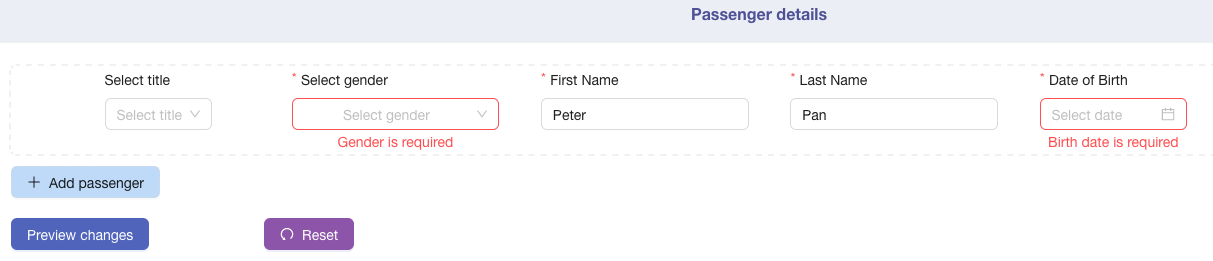 Passenger details
Select title * Select gender * First Name * Last Name * Date of Birth
Select title Select gender Peter Pan Select date
Gender is required Birth date is required
+ Add passenger
Preview changes Reset